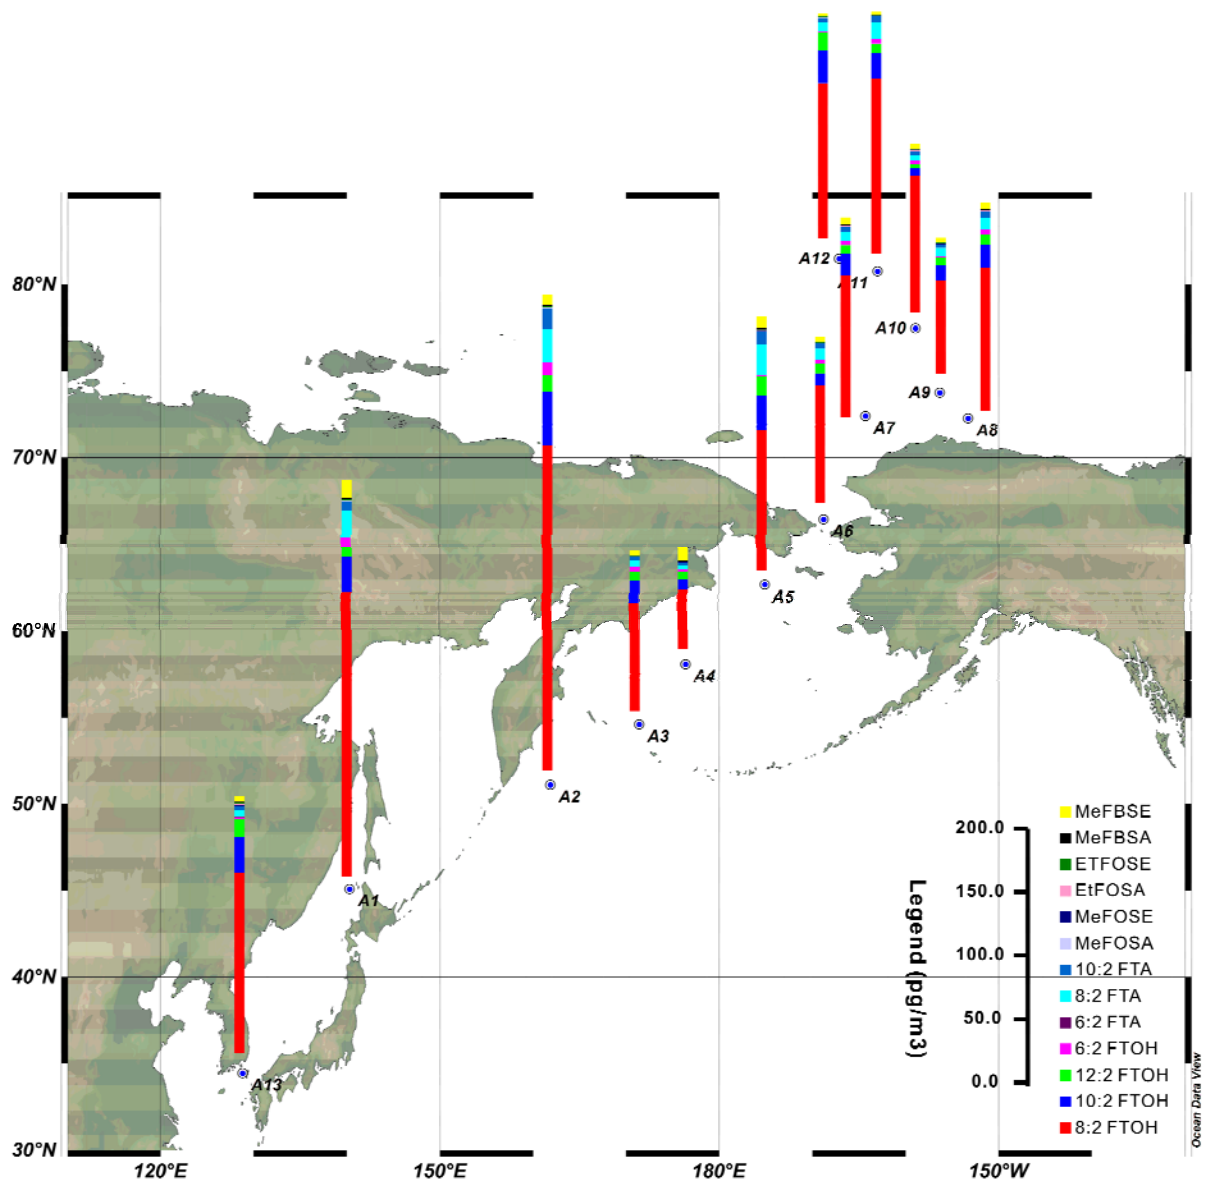 A12
A11
80°N
A10
A9
A7
A8
70°N
A6
A5
60°N
A4
A3
50°N
A2
A1
40°N
A13
30°N
120°E
150°E
180°E
150°W
Legend (pg/m3)
200.0
150.0
100.0
50.0
0.0
MeFBSE
MeFBSA
ETFOSE
EtFOSA
MeFOSE
MeFOSA
10:2 FTA
8:2 FTA
6:2 FTA
6:2 FTOH
12:2 FTOH
10:2 FTOH
8:2 FTOH
Ocean Data View